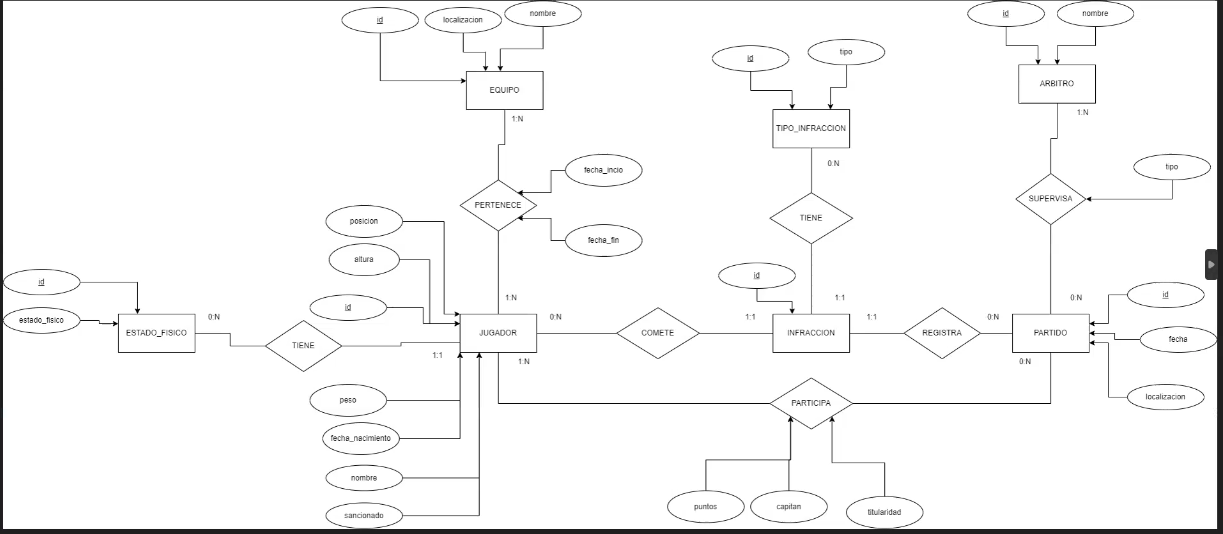 id
localizacion
nombre
EQUIPO
1:N
id
tipo
TIPO_INFRACCION
0:N
id
nombre
ARBITRO
1:N
fecha_incio
PERTENECE
fecha_fin
1:N
TIENE
tipo
SUPERVISA
0:N
posicion
altura
id
id
estado_fisico
ESTADO_FISICO
0:N
TIENE
1:1
JUGADOR
0:N
1:N
COMETE
1:1
id
1:1
INFRACCION
1:1
REGISTRA
0:N
PARTIDO
0:N
id
fecha
localizacion
peso
fecha_nacimiento
nombre
sancionado
PARTICIPA
puntos
capitan
titularidad